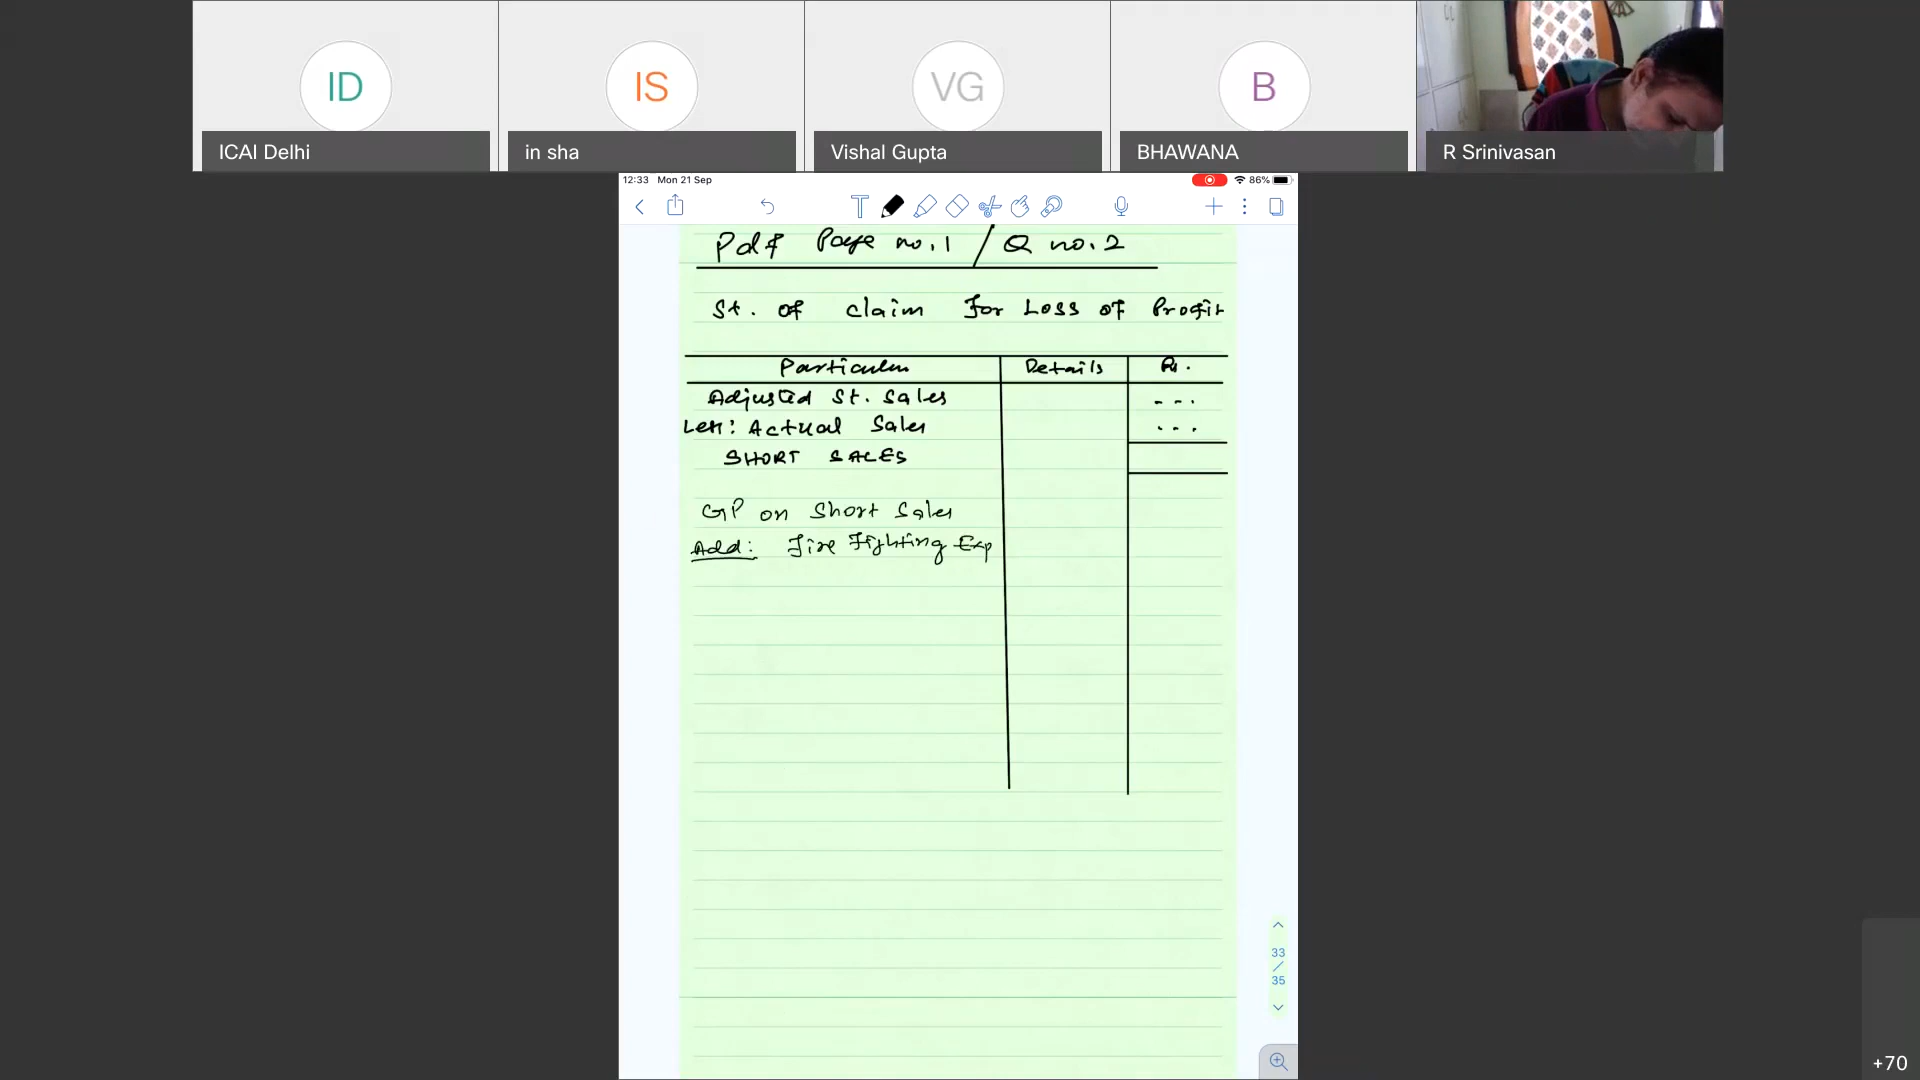 ID
IS
VG
B
ICAI Delhi
in sha
Vishal Gupta
BHAWANA
R Srinivasan
12:33 Mon 21 Sep
86%
Pdf Page no.1 / Q no.2
St. of claim For Loss of Profit
Particulars Details Rs.
Adjusted St. Sales ...
Less: Actual Sales ...
SHORT SALES
GP on Short Sales
Add: Fire Fighting Exp
33
/
35
+70